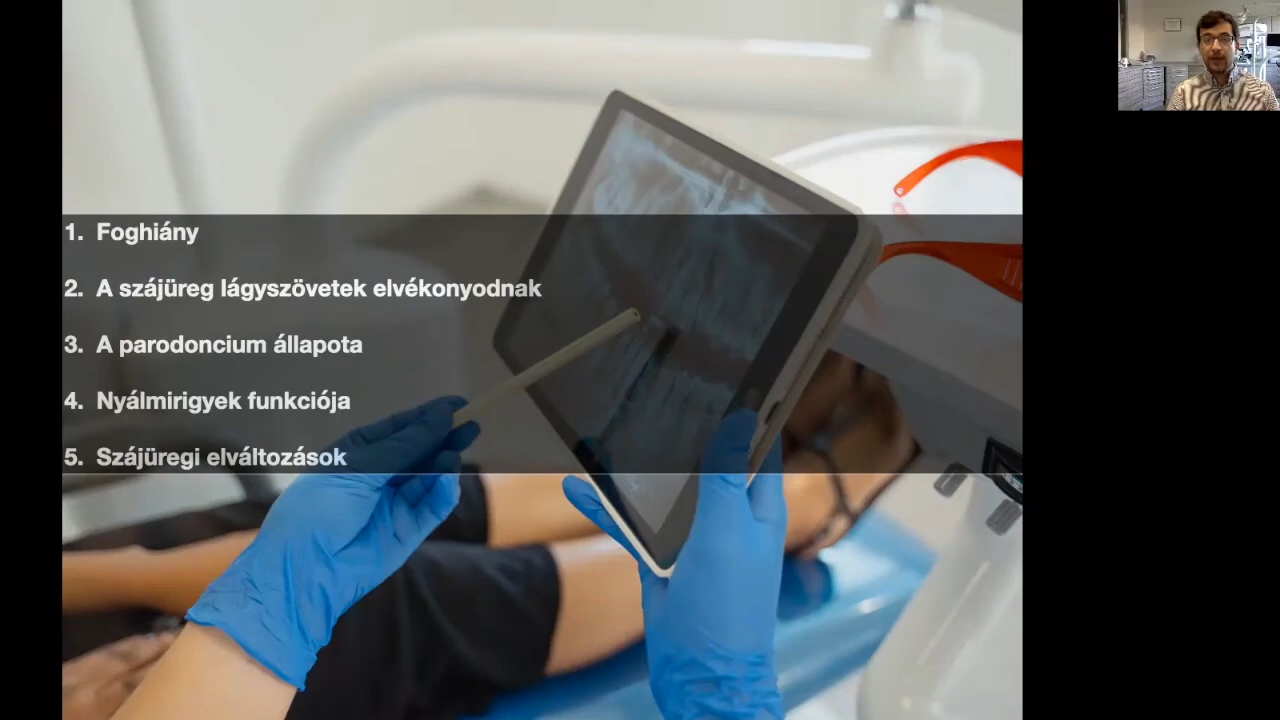 1. Foghiány
2. A szájüreg lágyszövetek elvékonyodnak
3. A parodoncium állapota
4. Nyálmirigyek funkciója
5. Szájüregi elváltozások